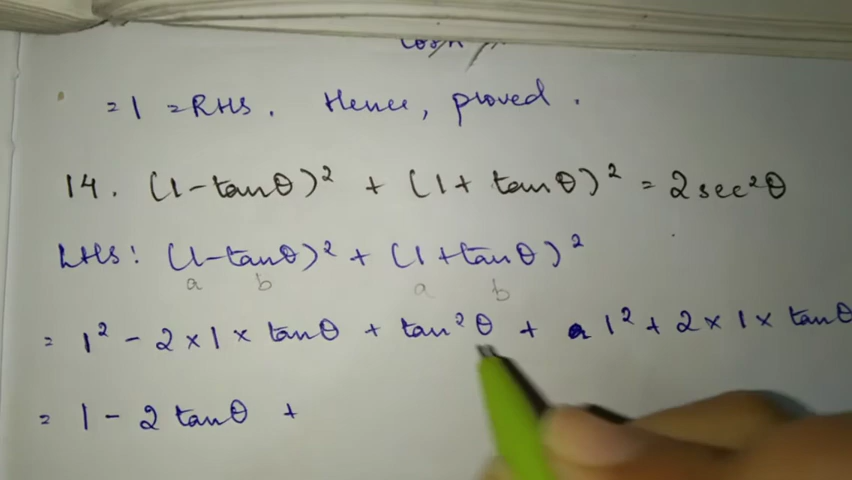 = 1 = RHS. Hence, proved.
14. (1-tanθ)² + (1+ tanθ)² = 2sec²θ
LHS: (1-tanθ)² + (1+tanθ)²
a b a b
= 1² - 2×1× tanθ + tan²θ + 1² + 2×1× tanθ
= 1 - 2 tanθ +